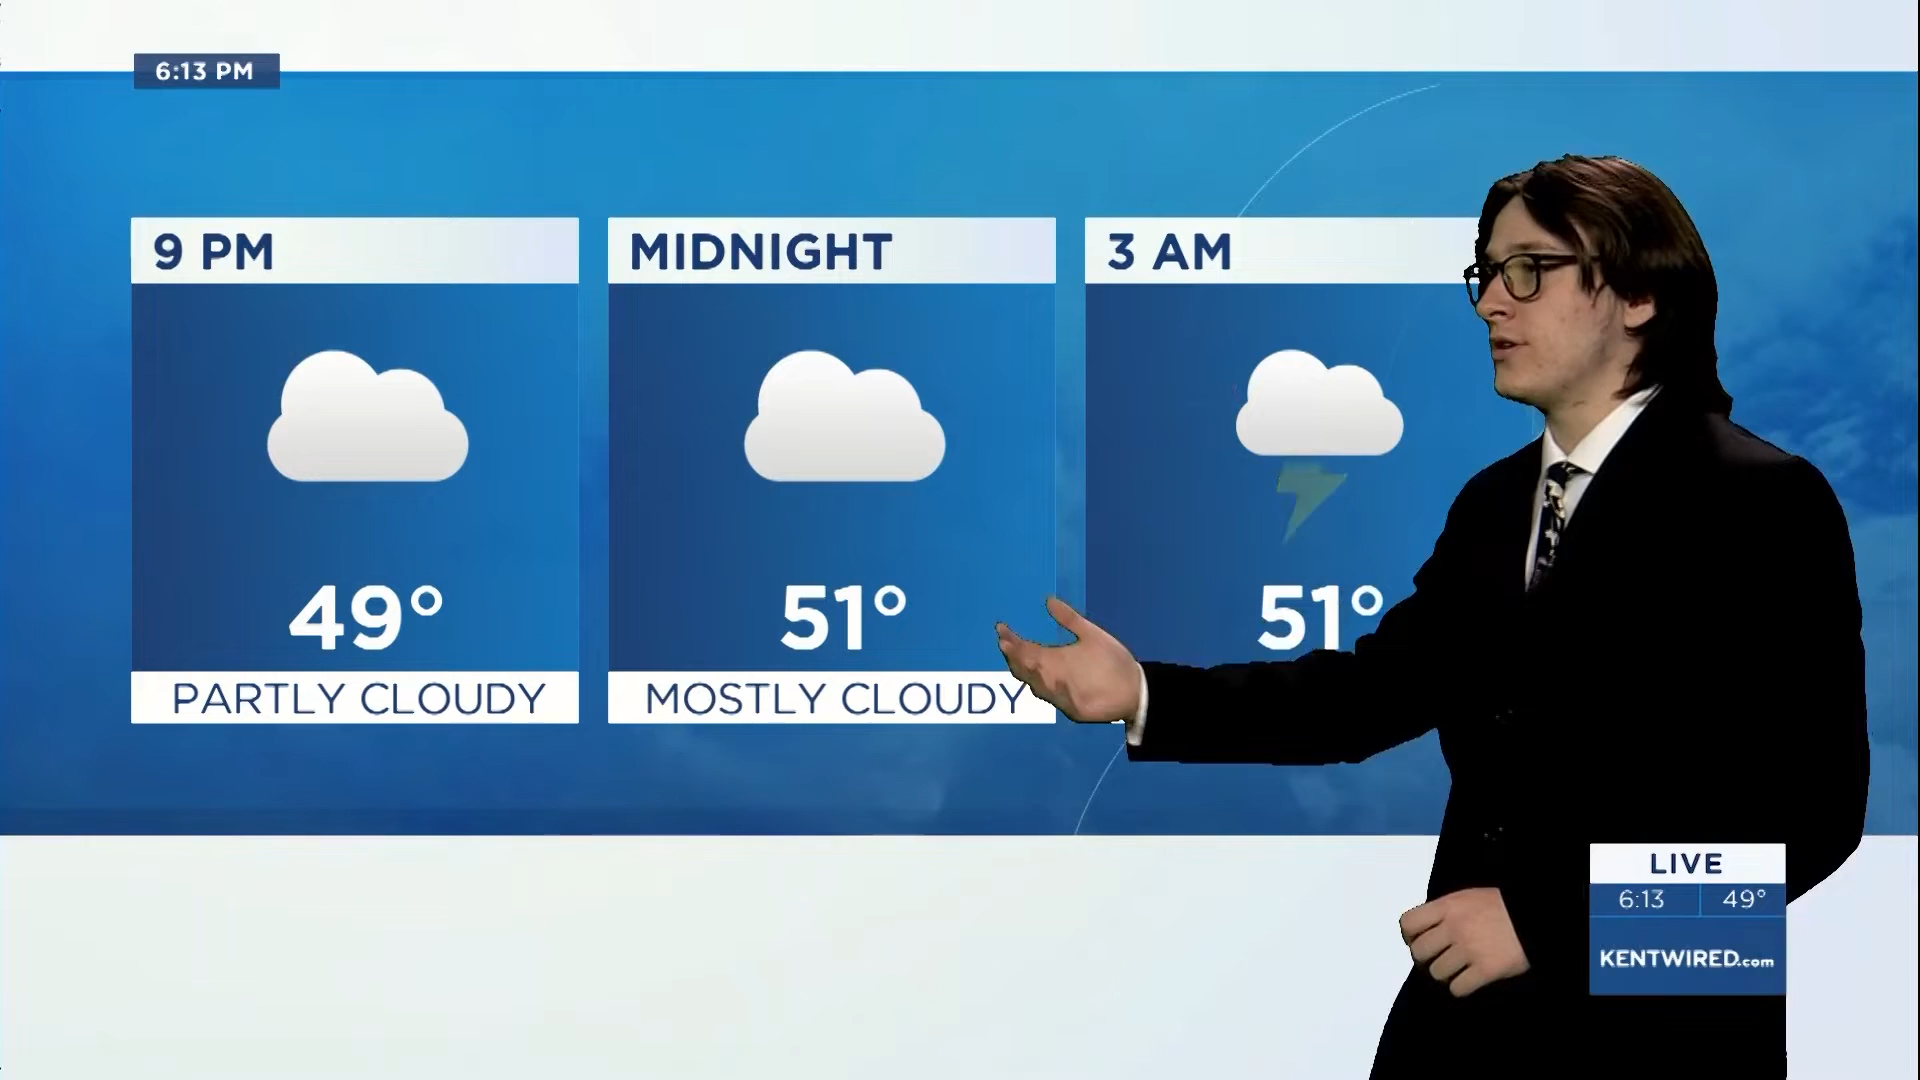 6:13 PM
9 PM
MIDNIGHT
3 AM
49°
51°
51°
PARTLY CLOUDY
MOSTLY CLOUDY
LIVE
6:13
49°
KENTWIRED.com